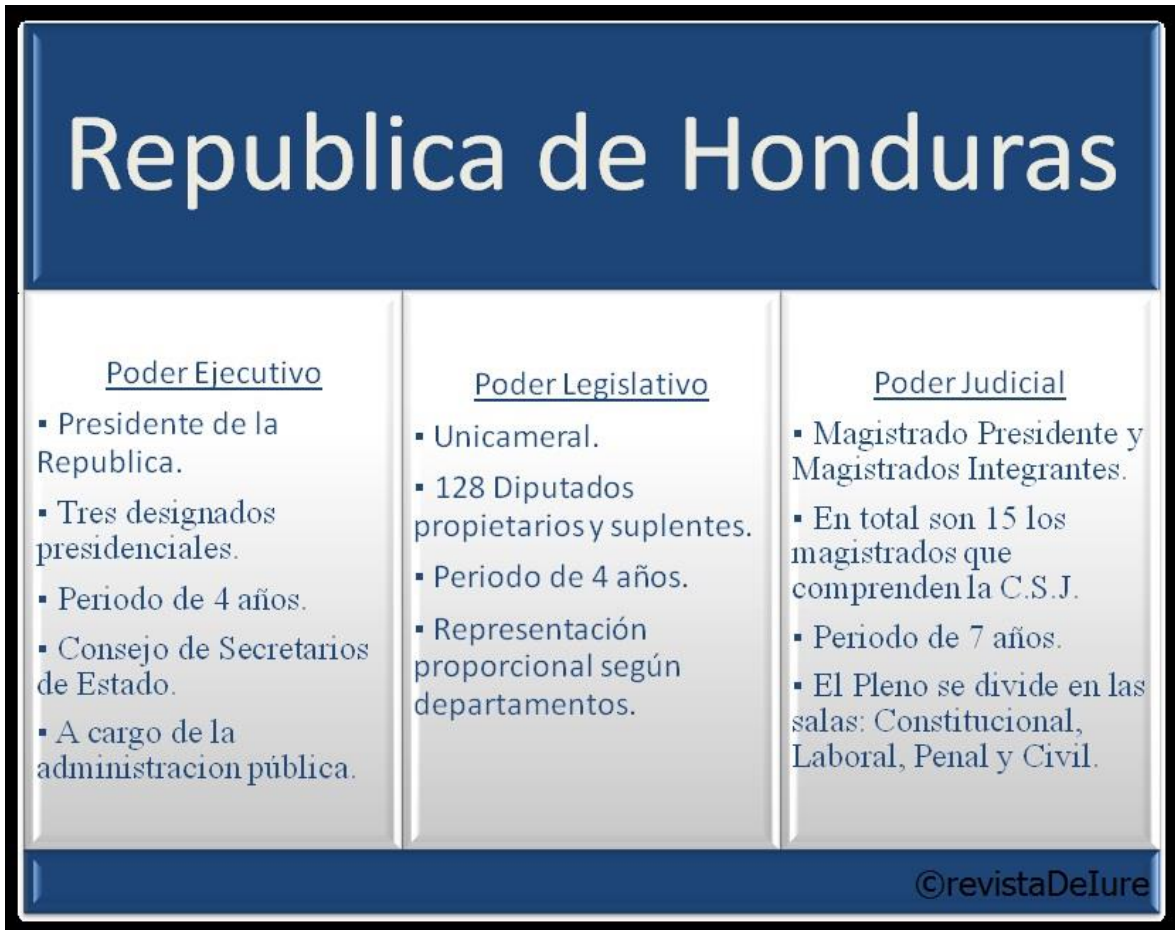 Republica de Honduras
Poder Ejecutivo
▪ Presidente de la
Republica.
▪ Tres designados
presidenciales.
▪ Periodo de 4 años.
▪ Consejo de Secretarios
de Estado.
▪ A cargo de la
administracion pública.
Poder Legislativo
▪ Unicameral.
▪ 128 Diputados
propietarios y suplentes.
▪ Periodo de 4 años.
▪ Representación
proporcional según
departamentos.
Poder Judicial
▪ Magistrado Presidente y
Magistrados Integrantes.
▪ En total son 15 los
magistrados que
comprenden la C.S.J.
▪ Periodo de 7 años.
▪ El Pleno se divide en las
salas: Constitucional,
Laboral, Penal y Civil.
©revistaDeIure